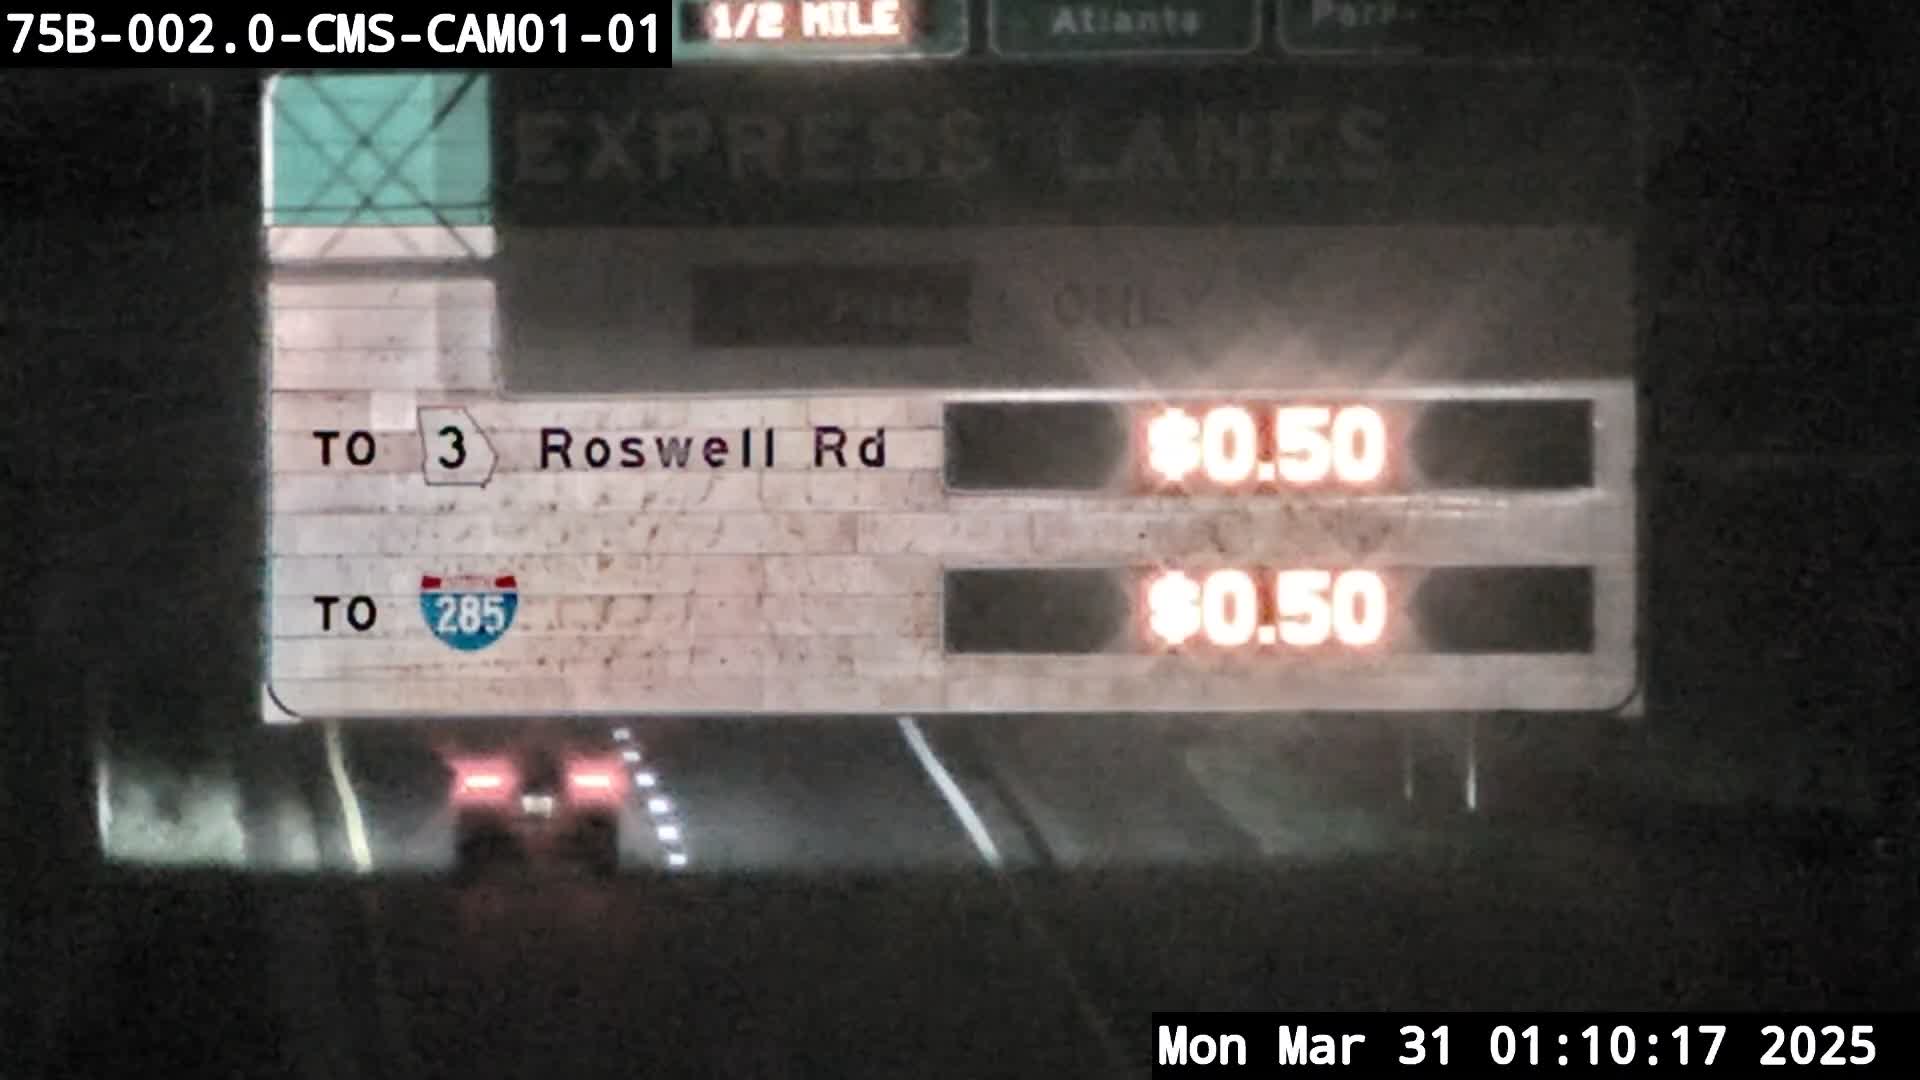 75B-002.0-CMS-CAM01-01
1/2 MILE
Atlanta
EXPRESS LANES
ONLY
TO 3 Roswell Rd $0.50
TO 285 $0.50
Mon Mar 31 01:10:17 2025